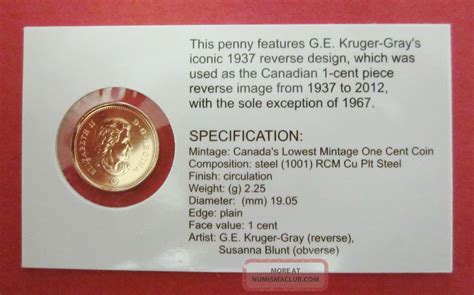 This penny features G.E. Kruger-Gray's
iconic 1937 reverse design, which was
used as the Canadian 1-cent piece
reverse image from 1937 to 2012,
with the sole exception of 1967.
SPECIFICATION:
Mintage: Canada's Lowest Mintage One Cent Coin
Composition: steel (1001) RCM Cu Plt Steel
Finish: circulation
Weight: (g) 2.25
Diameter: (mm) 19.05
Edge: plain
Face value: 1 cent
Artist: G.E. Kruger-Gray (reverse),
Susanna Blunt (obverse)
ELIZABETH II
D·G·REGINA
MORE AT
NUMISMACLUB.COM